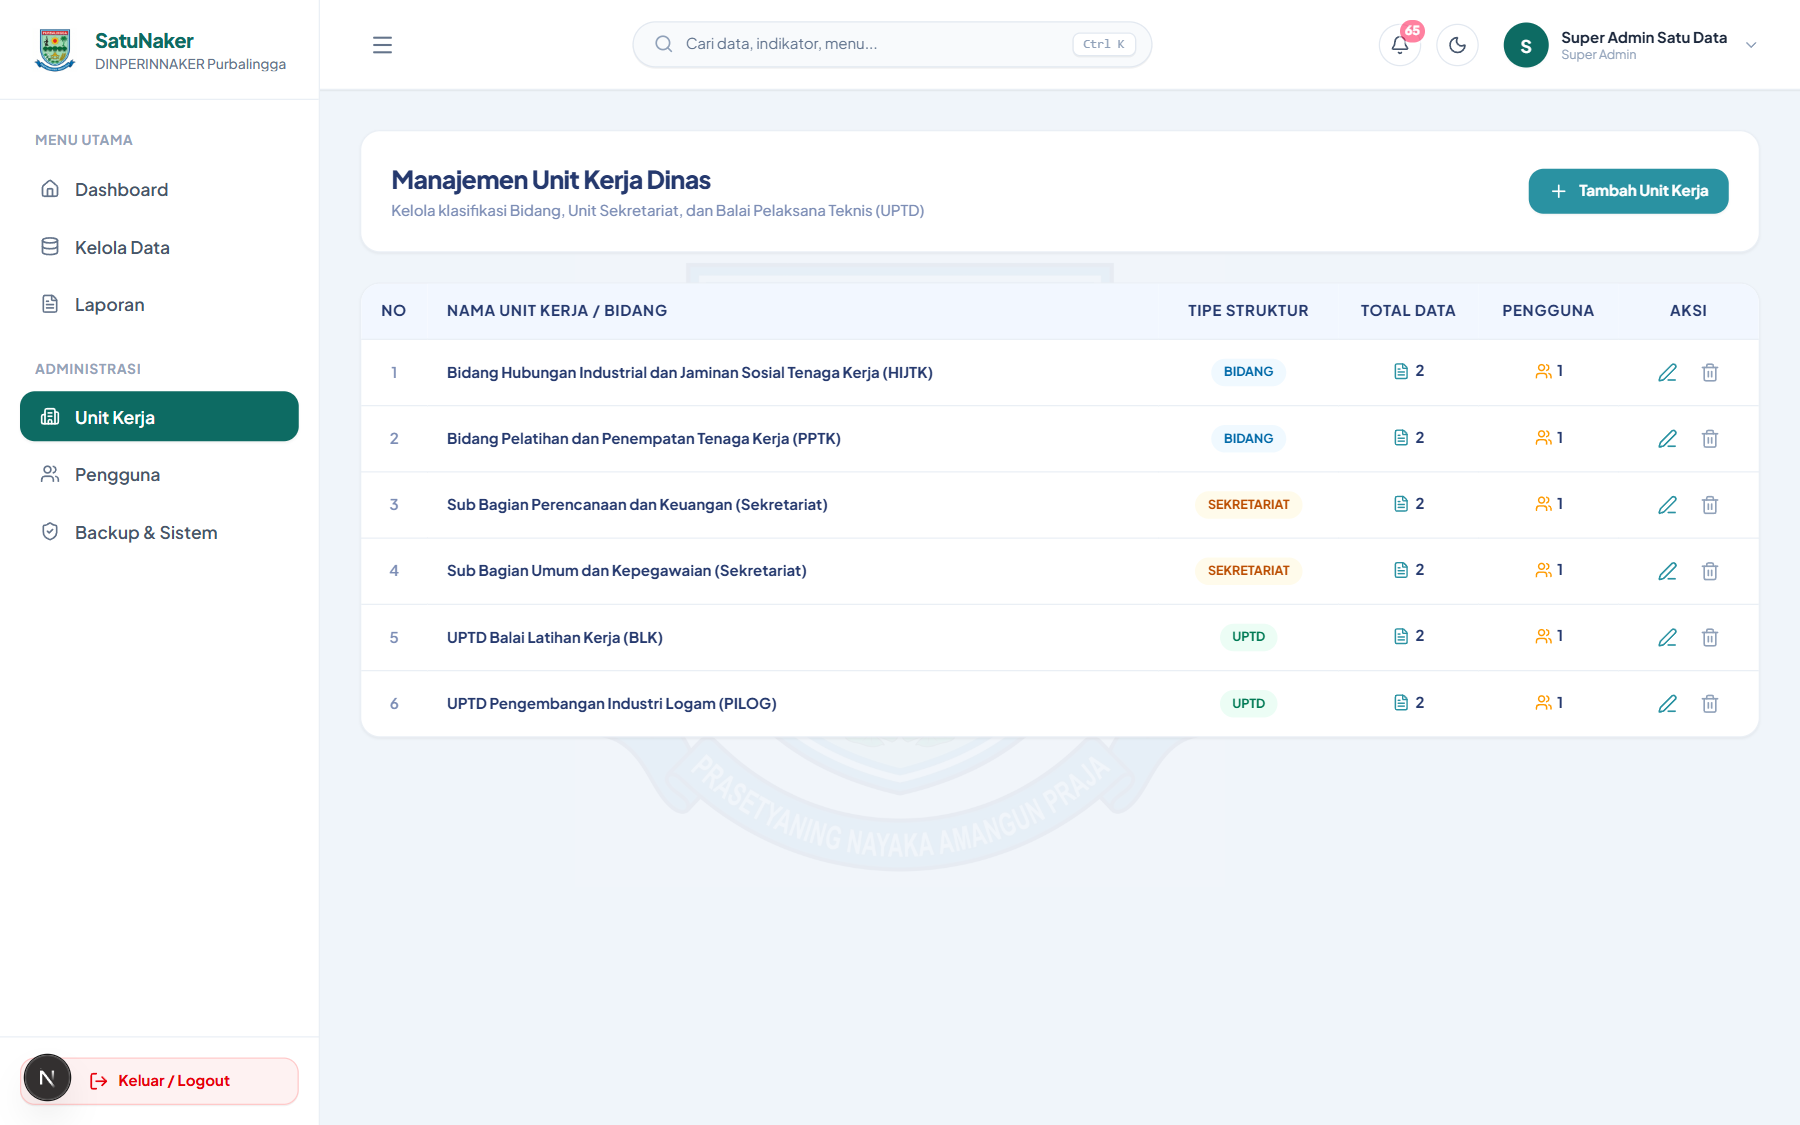 SatuNaker
DINPERINNAKER Purbalingga
Cari data, indikator, menu...
Ctrl K
65
S
Super Admin Satu Data
Super Admin
MENU UTAMA
Dashboard
Kelola Data
Laporan
ADMINISTRASI
Unit Kerja
Pengguna
Backup & Sistem
N
Keluar / Logout
Manajemen Unit Kerja Dinas
Kelola klasifikasi Bidang, Unit Sekretariat, dan Balai Pelaksana Teknis (UPTD)
Tambah Unit Kerja
NO NAMA UNIT KERJA / BIDANG TIPE STRUKTUR TOTAL DATA PENGGUNA AKSI
1 Bidang Hubungan Industrial dan Jaminan Sosial Tenaga Kerja (HIJTK) BIDANG 2 1
2 Bidang Pelatihan dan Penempatan Tenaga Kerja (PPTK) BIDANG 2 1
3 Sub Bagian Perencanaan dan Keuangan (Sekretariat) SEKRETARIAT 2 1
4 Sub Bagian Umum dan Kepegawaian (Sekretariat) SEKRETARIAT 2 1
5 UPTD Balai Latihan Kerja (BLK) UPTD 2 1
6 UPTD Pengembangan Industri Logam (PILOG) UPTD 2 1
PRASETYANING NAYAKA AMANGUN PRAJA